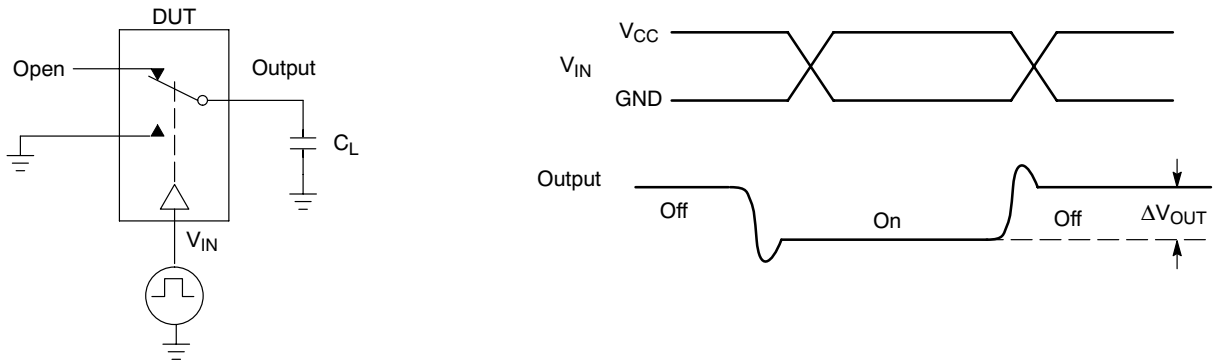 DUT
Open
Output
C_L
V_IN
V_CC
V_IN
GND
Output
Off
On
Off
ΔV_OUT